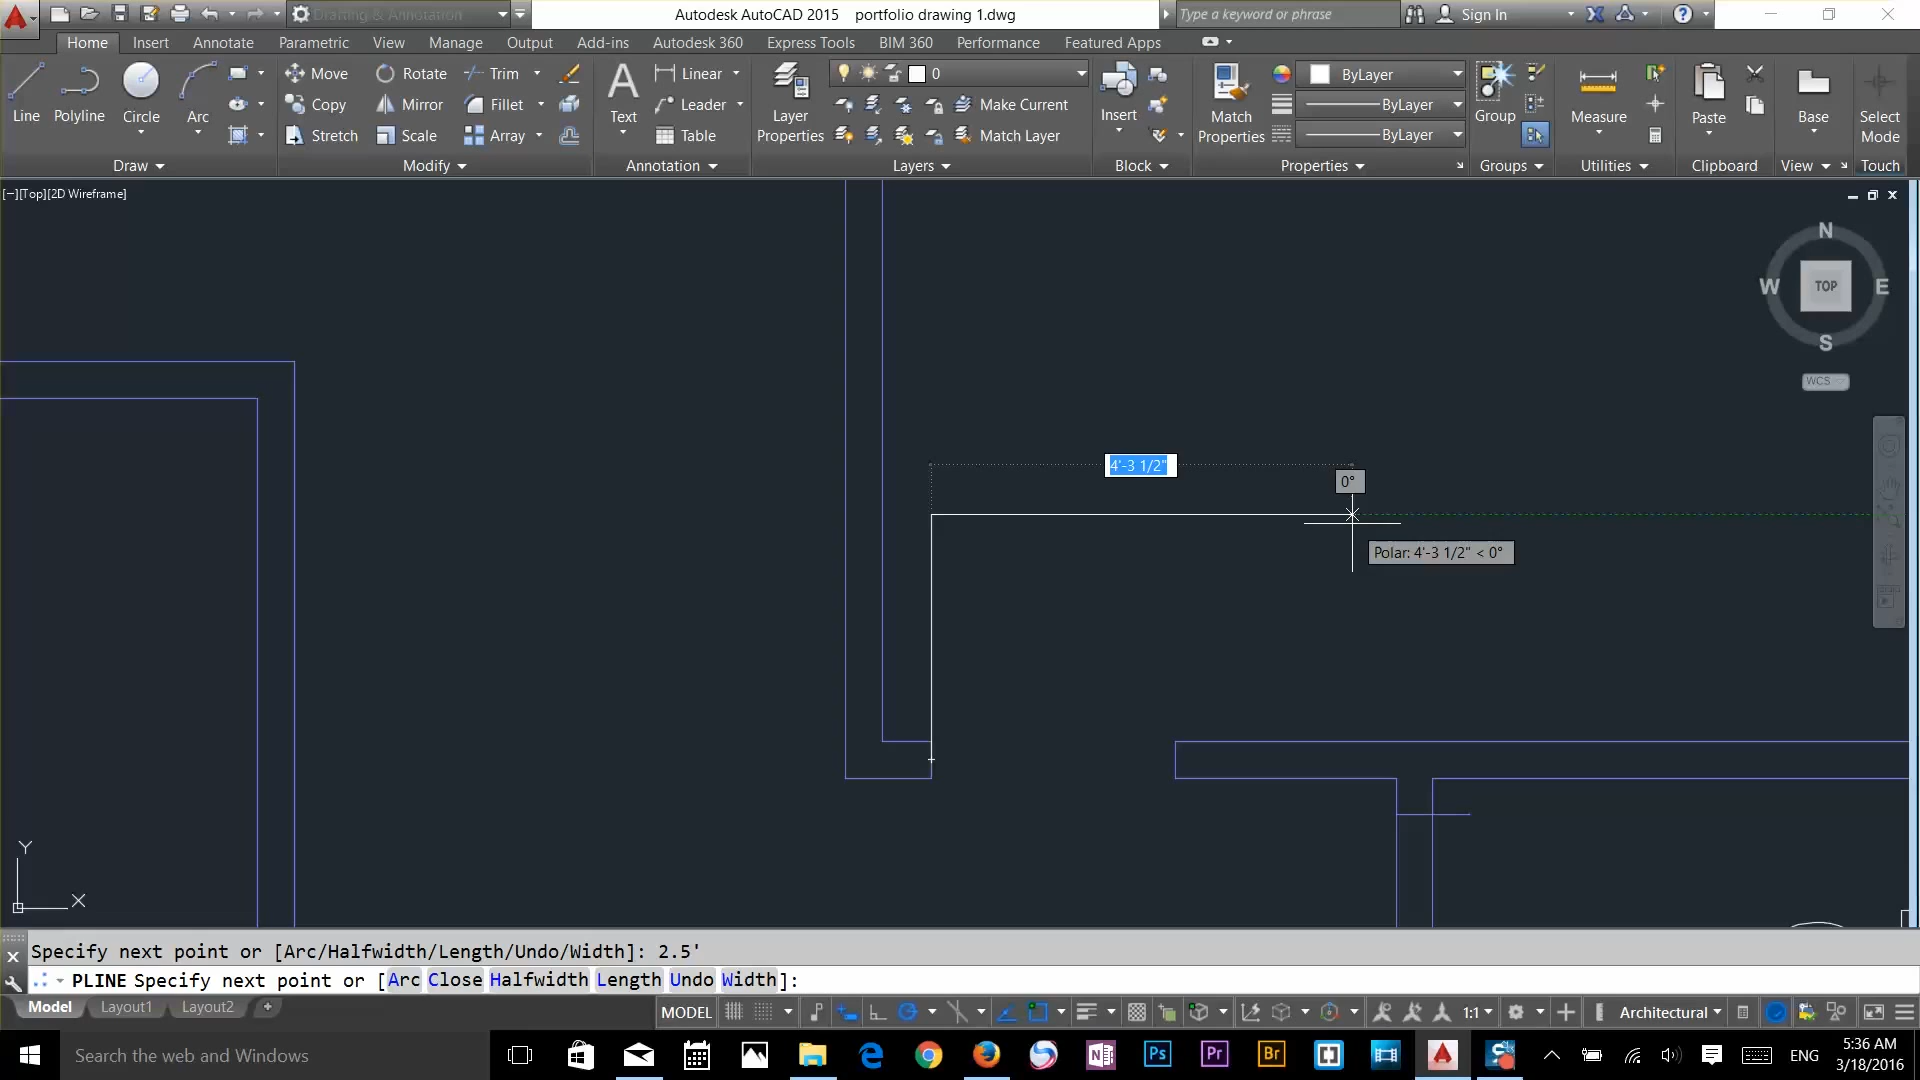 Drafting & Annotation
Autodesk AutoCAD 2015 portfolio drawing 1.dwg
Type a keyword or phrase
Sign In
Home Insert Annotate Parametric View Manage Output Add-ins Autodesk 360 Express Tools BIM 360 Performance Featured Apps
Line
Polyline
Circle
Arc
Move
Rotate
Trim
Copy
Mirror
Fillet
Stretch
Scale
Array
Text
Linear
Leader
Table
Layer
Properties
0
Make Current
Match Layer
Insert
Match
Properties
ByLayer
ByLayer
ByLayer
Group
Measure
Paste
Base
Select
Mode
Draw Modify Annotation Layers Block Properties Groups Utilities Clipboard View Touch
[−][Top][2D Wireframe]
N
W
TOP
E
S
WCS
4'-3 1/2"
0°
Polar: 4'-3 1/2" < 0°
Y
X
Specify next point or [Arc/Halfwidth/Length/Undo/Width]: 2.5'
PLINE Specify next point or [Arc Close Halfwidth Length Undo Width]:
Model Layout1 Layout2
MODEL
1:1
Architectural
Search the web and Windows
N
Ps
Pr
Br
ENG
5:36 AM
3/18/2016